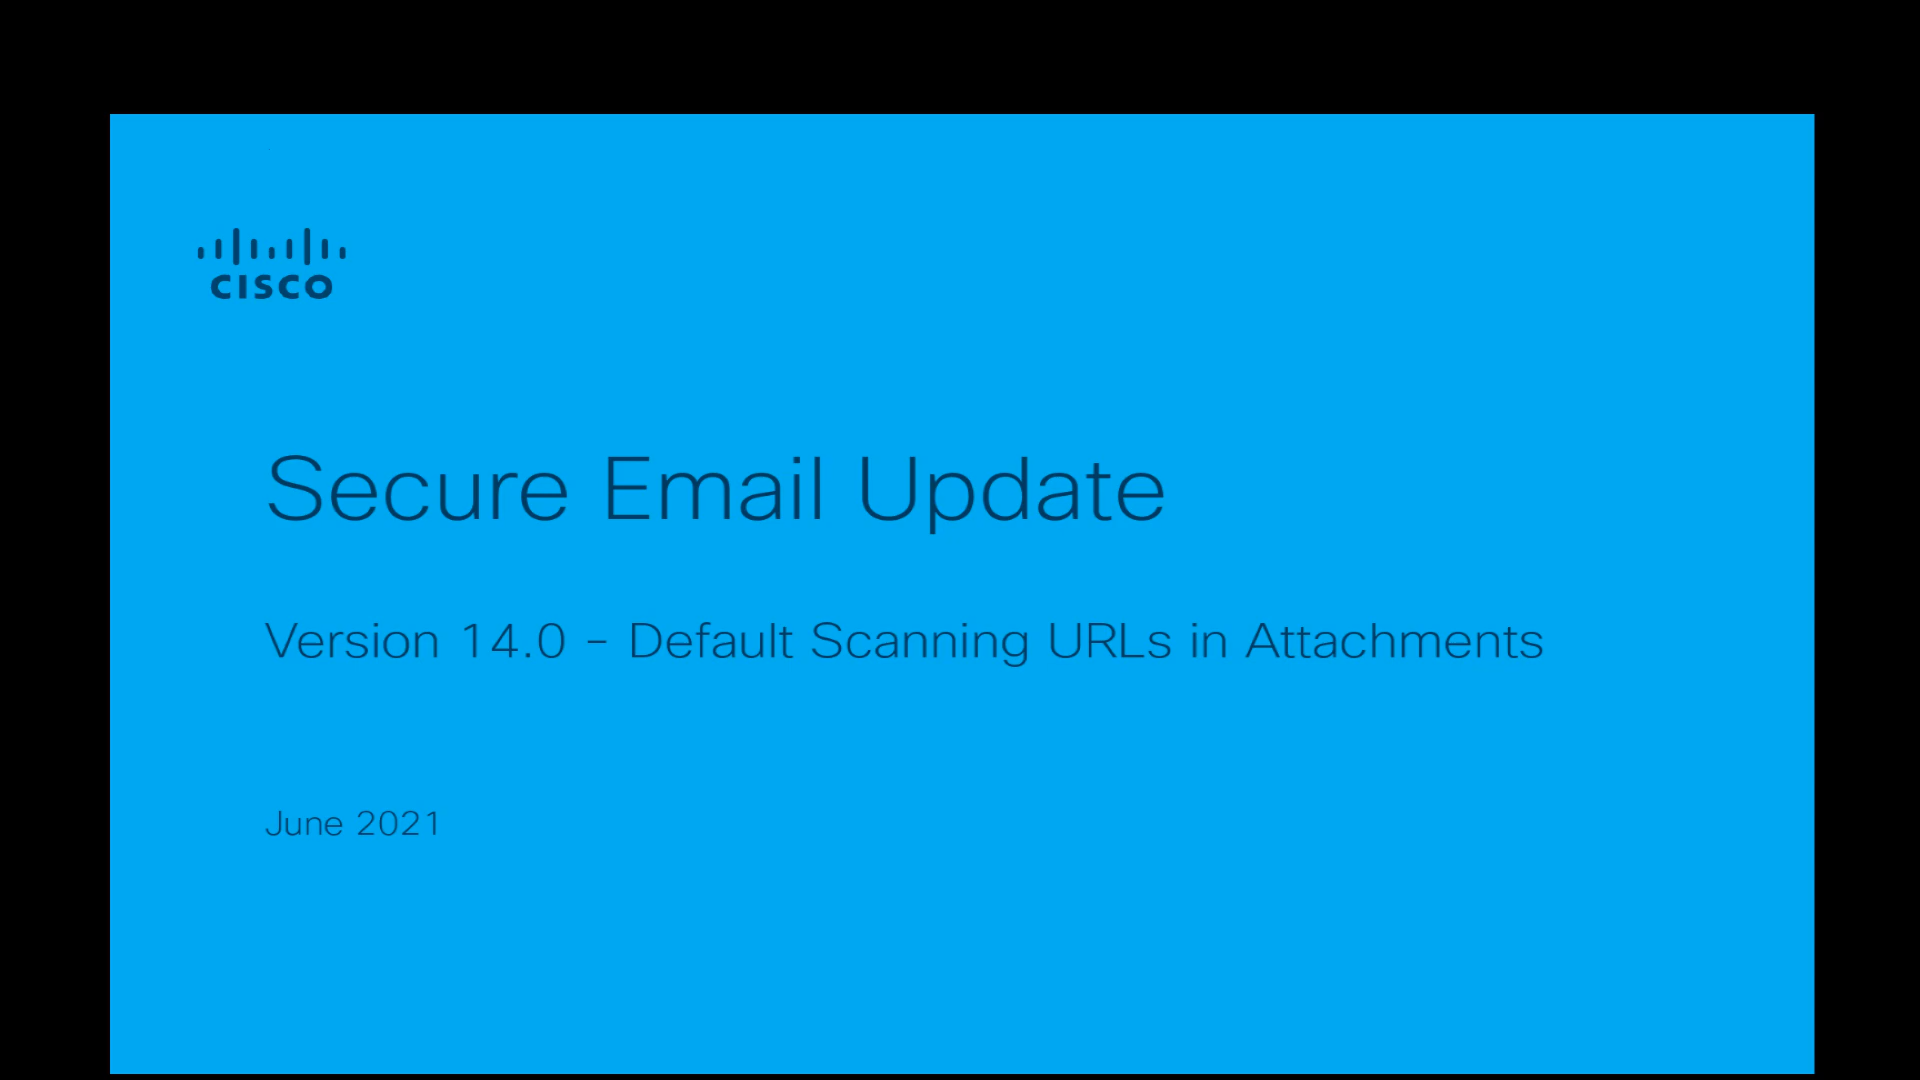 CISCO
Secure Email Update
Version 14.0 - Default Scanning URLs in Attachments
June 2021